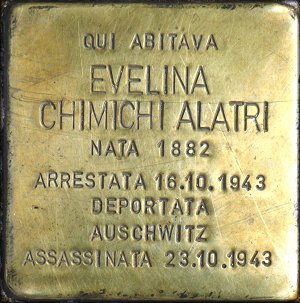 QUI ABITAVA
EVELINA
CHIMICHI ALATRI
NATA 1882
ARRESTATA 16.10.1943
DEPORTATA
AUSCHWITZ
ASSASSINATA 23.10.1943